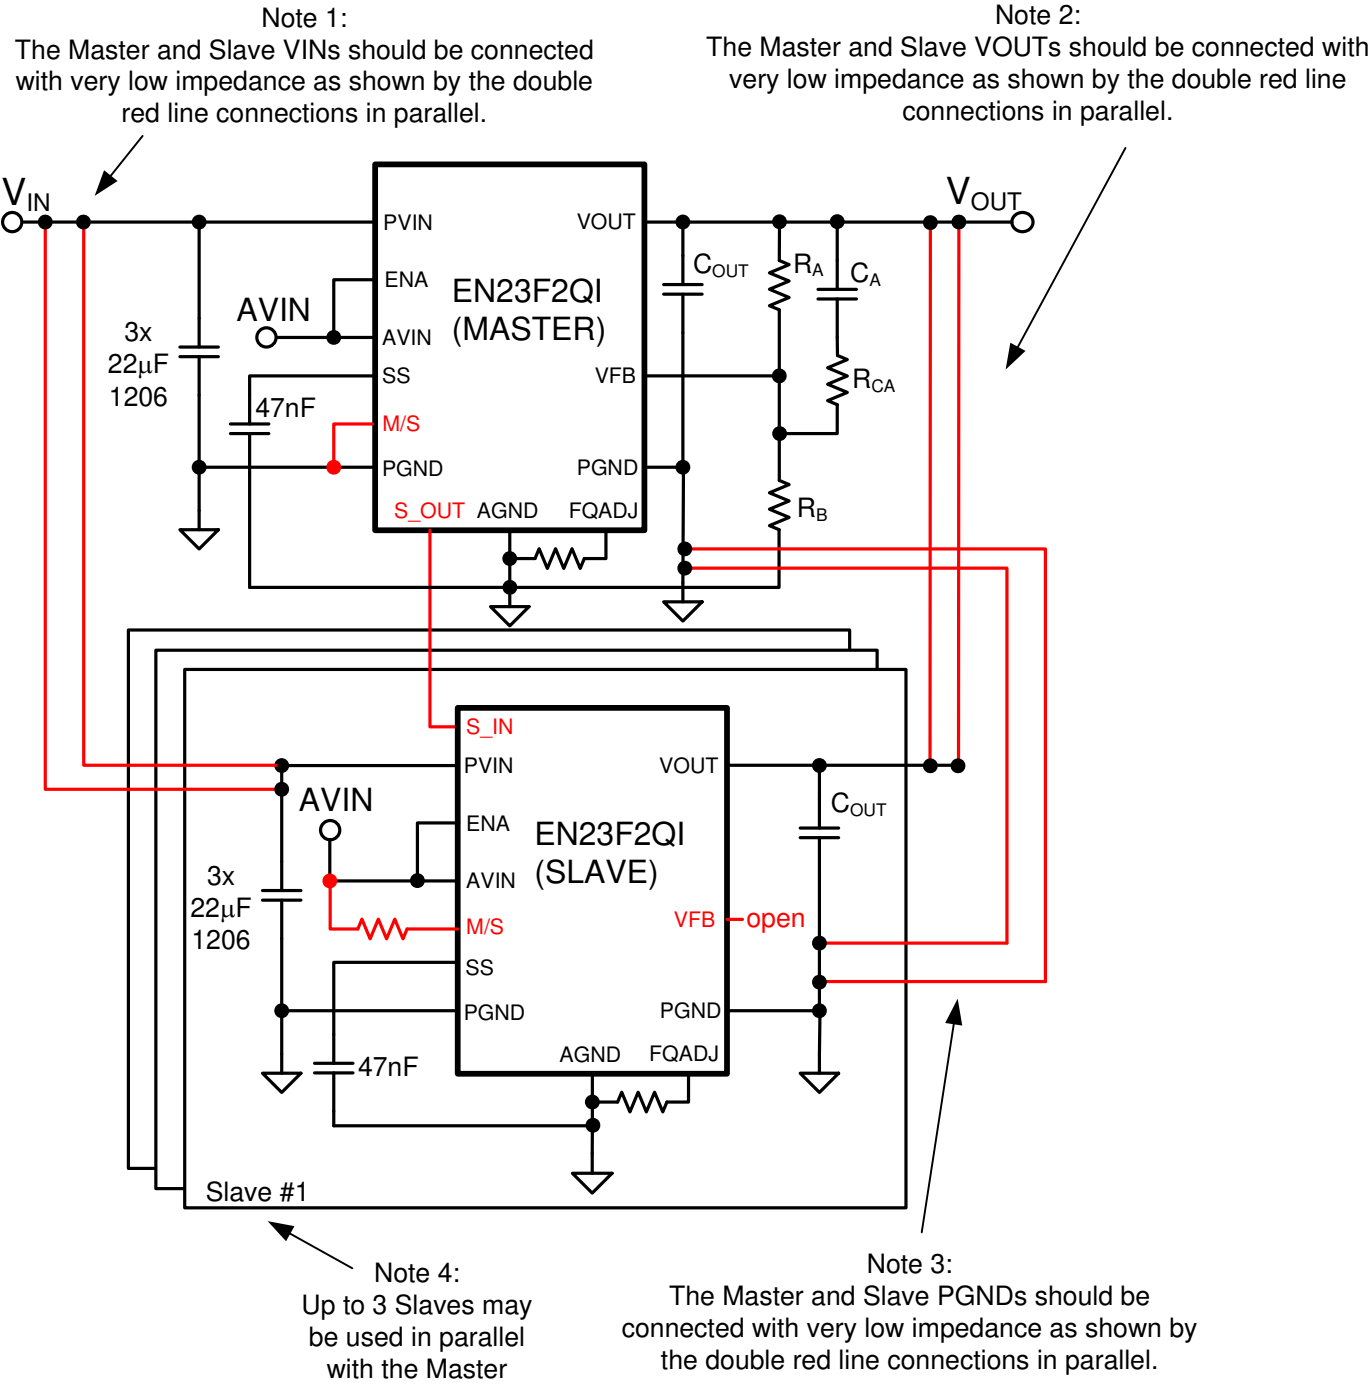 Note 1:
The Master and Slave VINs should be connected
with very low impedance as shown by the double
red line connections in parallel.
Note 2:
The Master and Slave VOUTs should be connected with
very low impedance as shown by the double red line
connections in parallel.
VIN
VOUT
PVIN
VOUT
ENA
AVIN
AVIN
EN23F2QI
(MASTER)
COUT
RA
CA
3x
22µF
1206
SS
VFB
RCA
47nF
M/S
PGND
PGND
S_OUT
AGND
FQADJ
RB
S_IN
PVIN
VOUT
AVIN
ENA
EN23F2QI
(SLAVE)
COUT
3x
22µF
1206
AVIN
M/S
VFB
open
SS
PGND
PGND
AGND
FQADJ
47nF
Slave #1
Note 4:
Up to 3 Slaves may
be used in parallel
with the Master
Note 3:
The Master and Slave PGNDs should be
connected with very low impedance as shown by
the double red line connections in parallel.